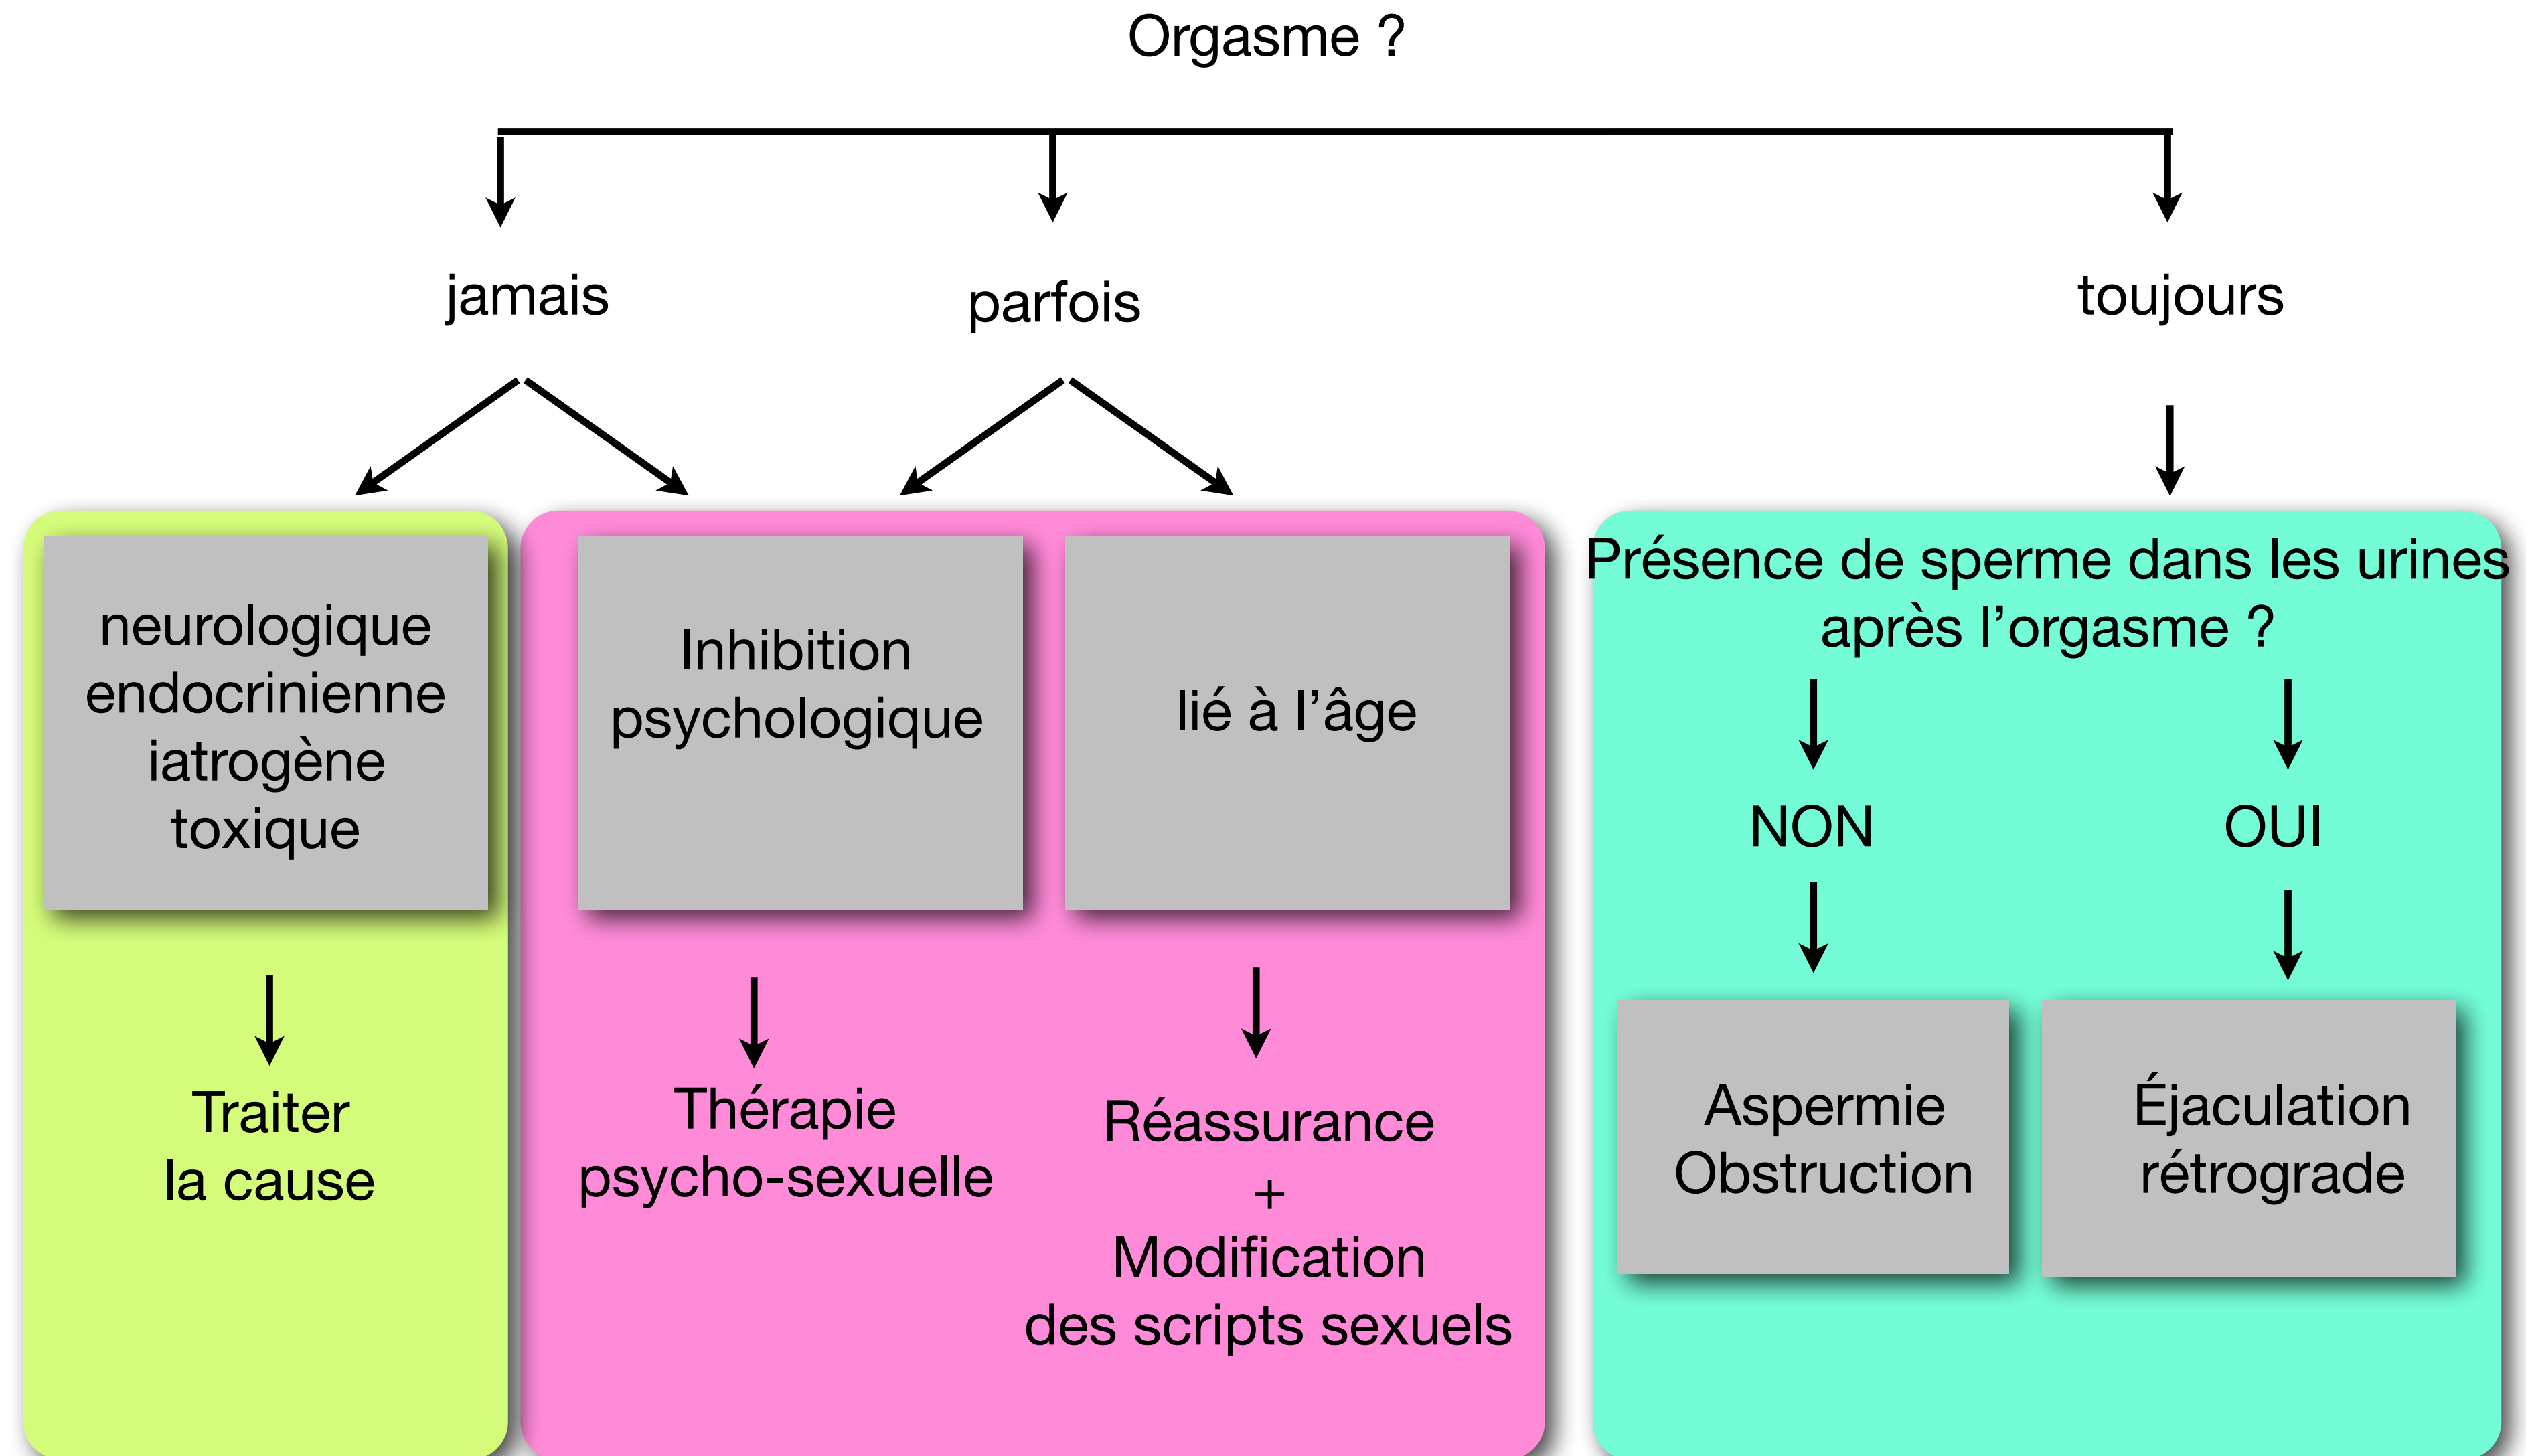 Orgasme ?
jamais
parfois
toujours
neurologique
endocrinienne
iatrogène
toxique
Traiter
la cause
Inhibition
psychologique
Thérapie
psycho-sexuelle
lié à l’âge
Réassurance
+
Modification
des scripts sexuels
Présence de sperme dans les urines
après l’orgasme ?
NON
OUI
Aspermie
Obstruction
Éjaculation
rétrograde